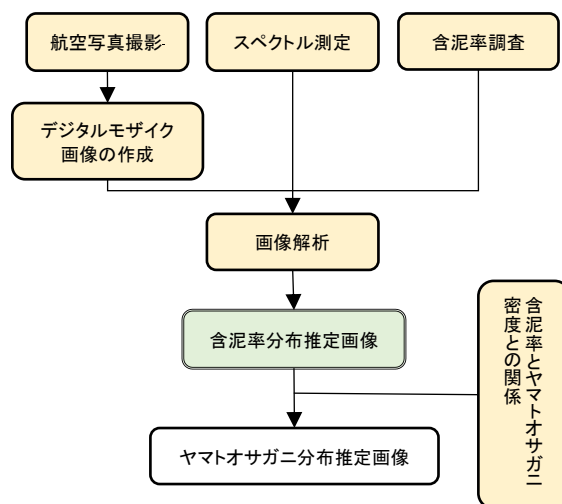 航空写真撮影
スペクトル測定
含泥率調査
デジタルモザイク
画像の作成
画像解析
含泥率分布推定画像
含泥率とヤマトオサガニ
密度との関係
ヤマトオサガニ分布推定画像